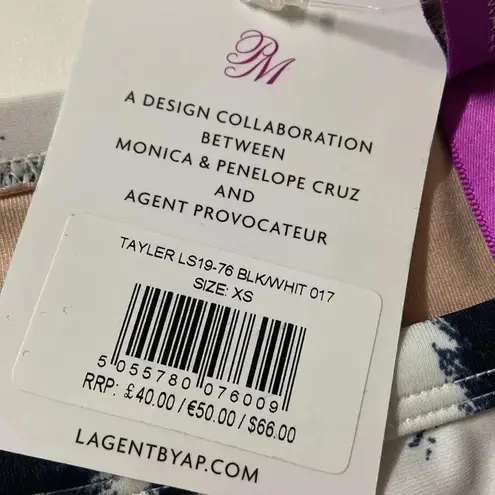 PM
A DESIGN COLLABORATION
BETWEEN
MONICA & PENELOPE CRUZ
AND
AGENT PROVOCATEUR
TAYLER LS19-76 BLK/WHIT 017
SIZE: XS
5 055780 076009
RRP: £40.00/€50.00/$66.00
LAGENTBYAP.COM